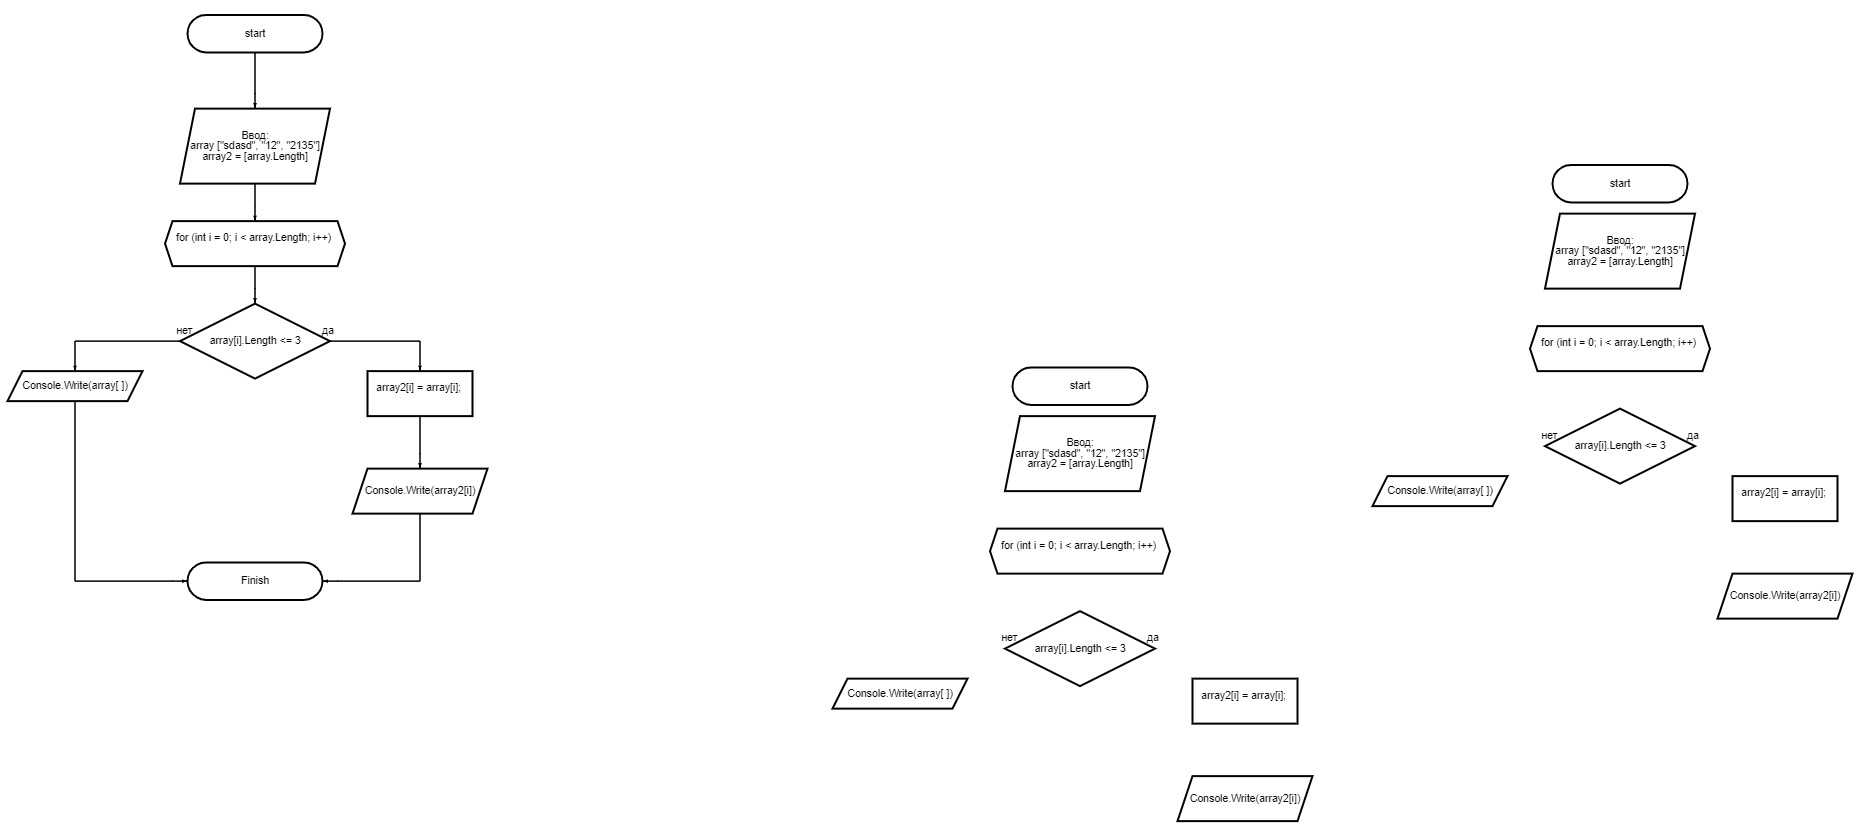 start
Ввод:
array ["sdasd", "12", "2135"]
array2 = [array.Length]
for (int i = 0; i < array.Length; i++)
нет
да
array[i].Length <= 3
Console.Write(array[ ])
array2[i] = array[i];
Console.Write(array2[i])
Finish
start
Ввод:
array ["sdasd", "12", "2135"]
array2 = [array.Length]
for (int i = 0; i < array.Length; i++)
нет
да
array[i].Length <= 3
Console.Write(array[ ])
array2[i] = array[i];
Console.Write(array2[i])
start
Ввод:
array ["sdasd", "12", "2135"]
array2 = [array.Length]
for (int i = 0; i < array.Length; i++)
нет
да
array[i].Length <= 3
Console.Write(array[ ])
array2[i] = array[i];
Console.Write(array2[i])